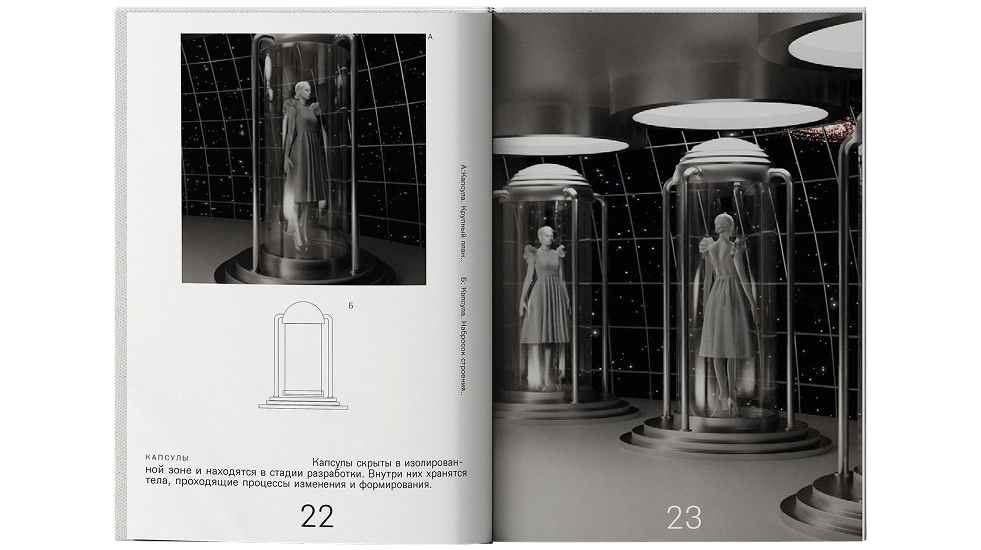 А
А:Капсула. Крупный план.
Б: Капсула. Набросок строения.
Б
КАПСУЛЫ
Капсулы скрыты в изолирован-
ной зоне и находятся в стадии разработки. Внутри них хранятся
тела, проходящие процессы изменения и формирования.
22
23